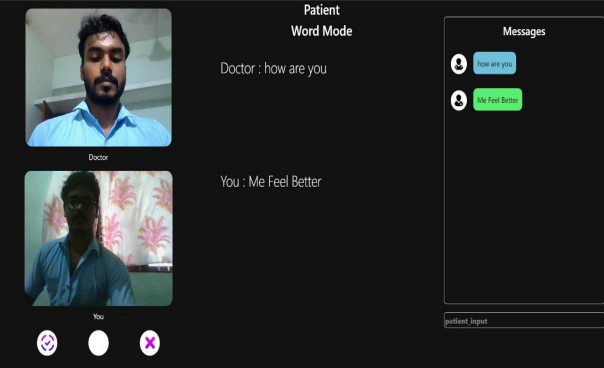 Patient
Word Mode
Doctor : how are you
You : Me Feel Better
Doctor
You
Messages
how are you
Me Feel Better
patient_input